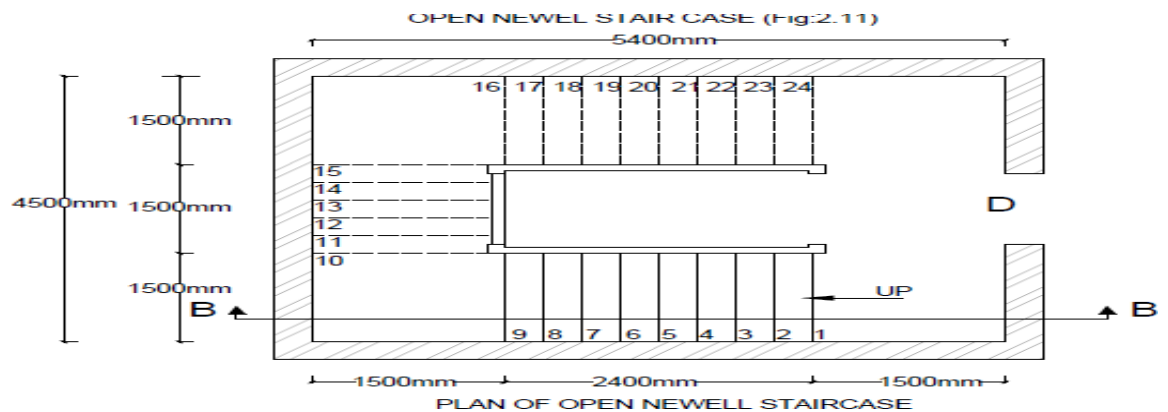 OPEN NEWEL STAIR CASE (Fig:2.11)
5400mm
16 17 18 19 20 21 22 23 24
1500mm
15
14
4500mm 1500mm 13 D
12
11
10
1500mm
UP
B B
9 8 7 6 5 4 3 2 1
1500mm 2400mm 1500mm
PLAN OF OPEN NEWELL STAIRCASE